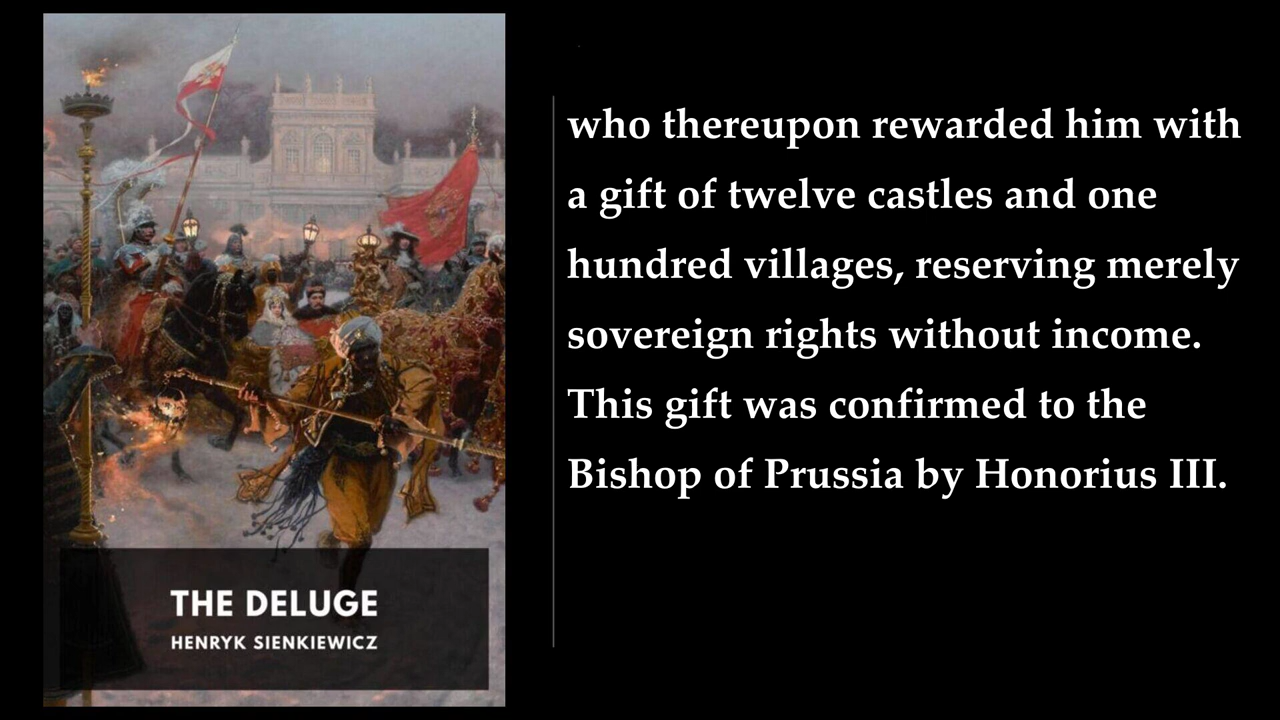 THE DELUGE
HENRYK SIENKIEWICZ
who thereupon rewarded him with
a gift of twelve castles and one
hundred villages, reserving merely
sovereign rights without income.
This gift was confirmed to the
Bishop of Prussia by Honorius III.